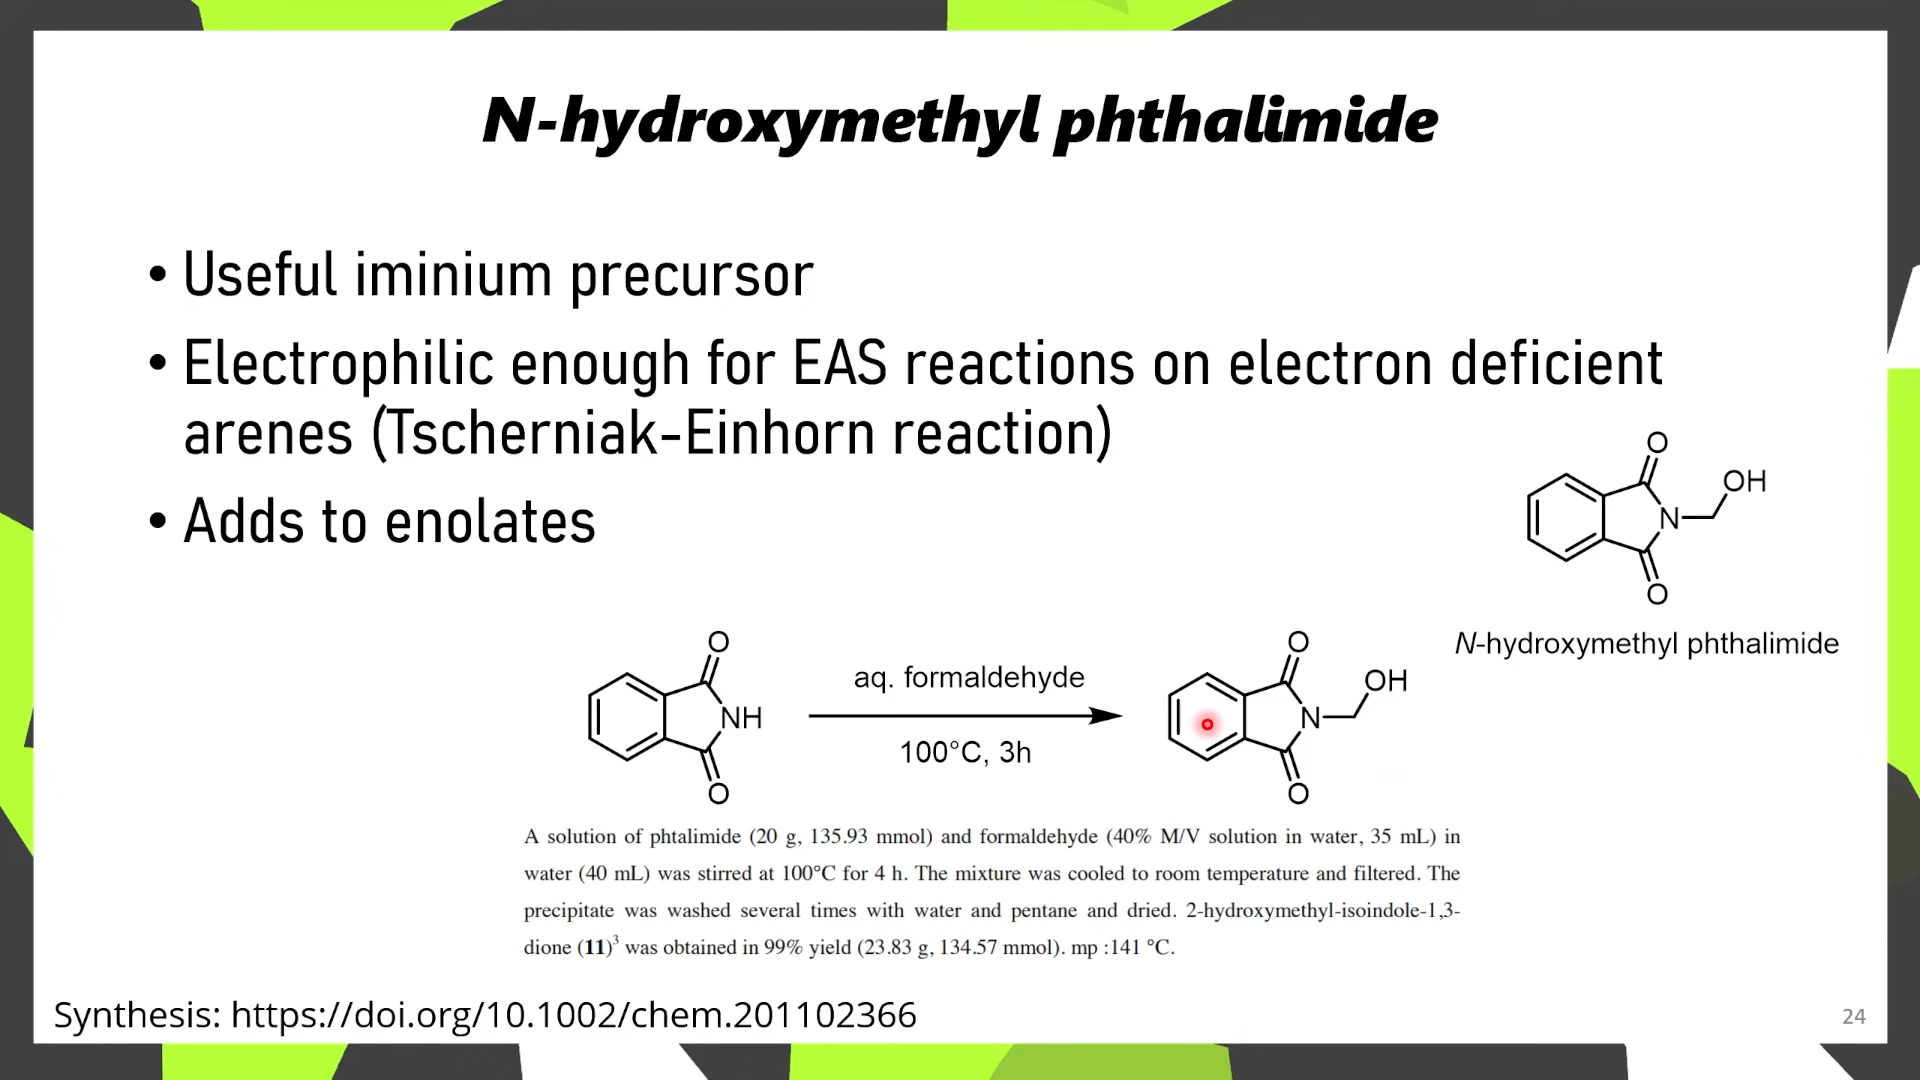 N-hydroxymethyl phthalimide
• Useful iminium precursor
• Electrophilic enough for EAS reactions on electron deficient
arenes (Tscherniak-Einhorn reaction)
• Adds to enolates
O
OH
N
O
N-hydroxymethyl phthalimide
O
NH
O
aq. formaldehyde
100°C, 3h
O
OH
N
O
A solution of phtalimide (20 g, 135.93 mmol) and formaldehyde (40% M/V solution in water, 35 mL) in
water (40 mL) was stirred at 100°C for 4 h. The mixture was cooled to room temperature and filtered. The
precipitate was washed several times with water and pentane and dried. 2-hydroxymethyl-isoindole-1,3-
dione (11)3 was obtained in 99% yield (23.83 g, 134.57 mmol). mp :141 °C.
Synthesis: https://doi.org/10.1002/chem.201102366
24